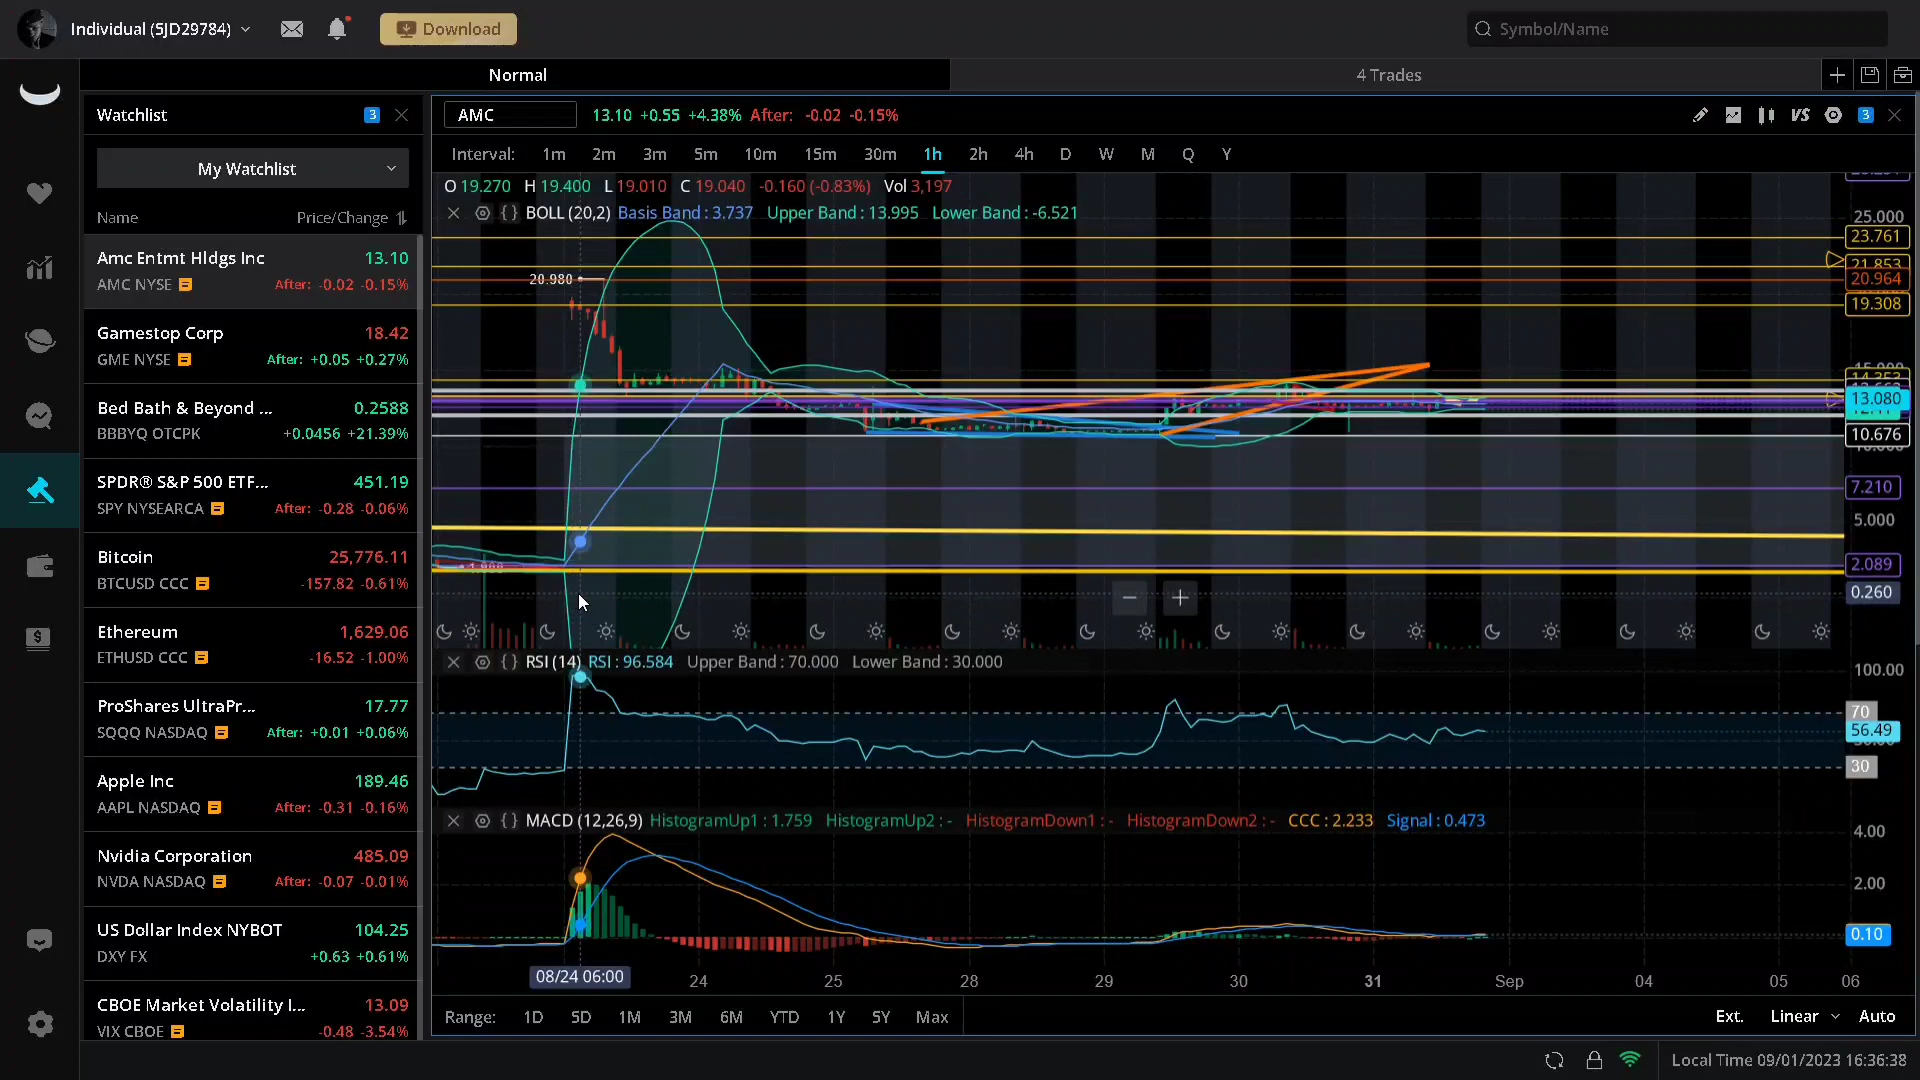 Individual (5JD29784)
Download
Symbol/Name
Normal
4 Trades
Watchlist
3
My Watchlist
Name
Price/Change
Amc Entmt Hldgs Inc 13.10
AMC NYSE After: -0.02 -0.15%
Gamestop Corp 18.42
GME NYSE After: +0.05 +0.27%
Bed Bath & Beyond ... 0.2588
BBBYQ OTCPK +0.0456 +21.39%
SPDR® S&P 500 ETF... 451.19
SPY NYSEARCA After: -0.28 -0.06%
Bitcoin 25,776.11
BTCUSD CCC -157.82 -0.61%
Ethereum 1,629.06
ETHUSD CCC -16.52 -1.00%
ProShares UltraPr... 17.77
SQQQ NASDAQ After: +0.01 +0.06%
Apple Inc 189.46
AAPL NASDAQ After: -0.31 -0.16%
Nvidia Corporation 485.09
NVDA NASDAQ After: -0.07 -0.01%
US Dollar Index NYBOT 104.25
DXY FX +0.63 +0.61%
CBOE Market Volatility I... 13.09
VIX CBOE -0.48 -3.54%
AMC 13.10 +0.55 +4.38% After: -0.02 -0.15%
VS
3
Interval: 1m 2m 3m 5m 10m 15m 30m 1h 2h 4h D W M Q Y
O 19.270 H 19.400 L 19.010 C 19.040 -0.160 (-0.83%) Vol 3,197
BOLL (20,2) Basis Band : 3.737 Upper Band : 13.995 Lower Band : -6.521
25.000
23.761
21.853
20.980
20.964
19.308
13.080
10.676
7.210
5.000
2.089
0.260
RSI (14) RSI : 96.584 Upper Band : 70.000 Lower Band : 30.000
100.00
70
56.49
30
MACD (12,26,9) HistogramUp1 : 1.759 HistogramUp2 : - HistogramDown1 : - HistogramDown2 : - CCC : 2.233 Signal : 0.473
4.00
2.00
0.10
08/24 06:00 24 25 28 29 30 31 Sep 04 05 06
Range: 1D 5D 1M 3M 6M YTD 1Y 5Y Max
Ext. Linear Auto
Local Time 09/01/2023 16:36:38